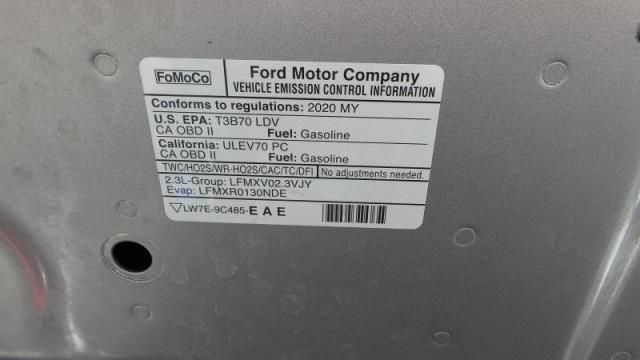 FoMoCo
Ford Motor Company
VEHICLE EMISSION CONTROL INFORMATION
Conforms to regulations: 2020 MY
U.S. EPA: T3B70 LDV
CA OBD II Fuel: Gasoline
California: ULEV70 PC
CA OBD II Fuel: Gasoline
TWC/HO2S/WR-HO2S/CAC/TC/DFI No adjustments needed.
2.3L-Group: LFMXV02.3VJY
Evap: LFMXR0130NDE
LW7E-9C485-E A E